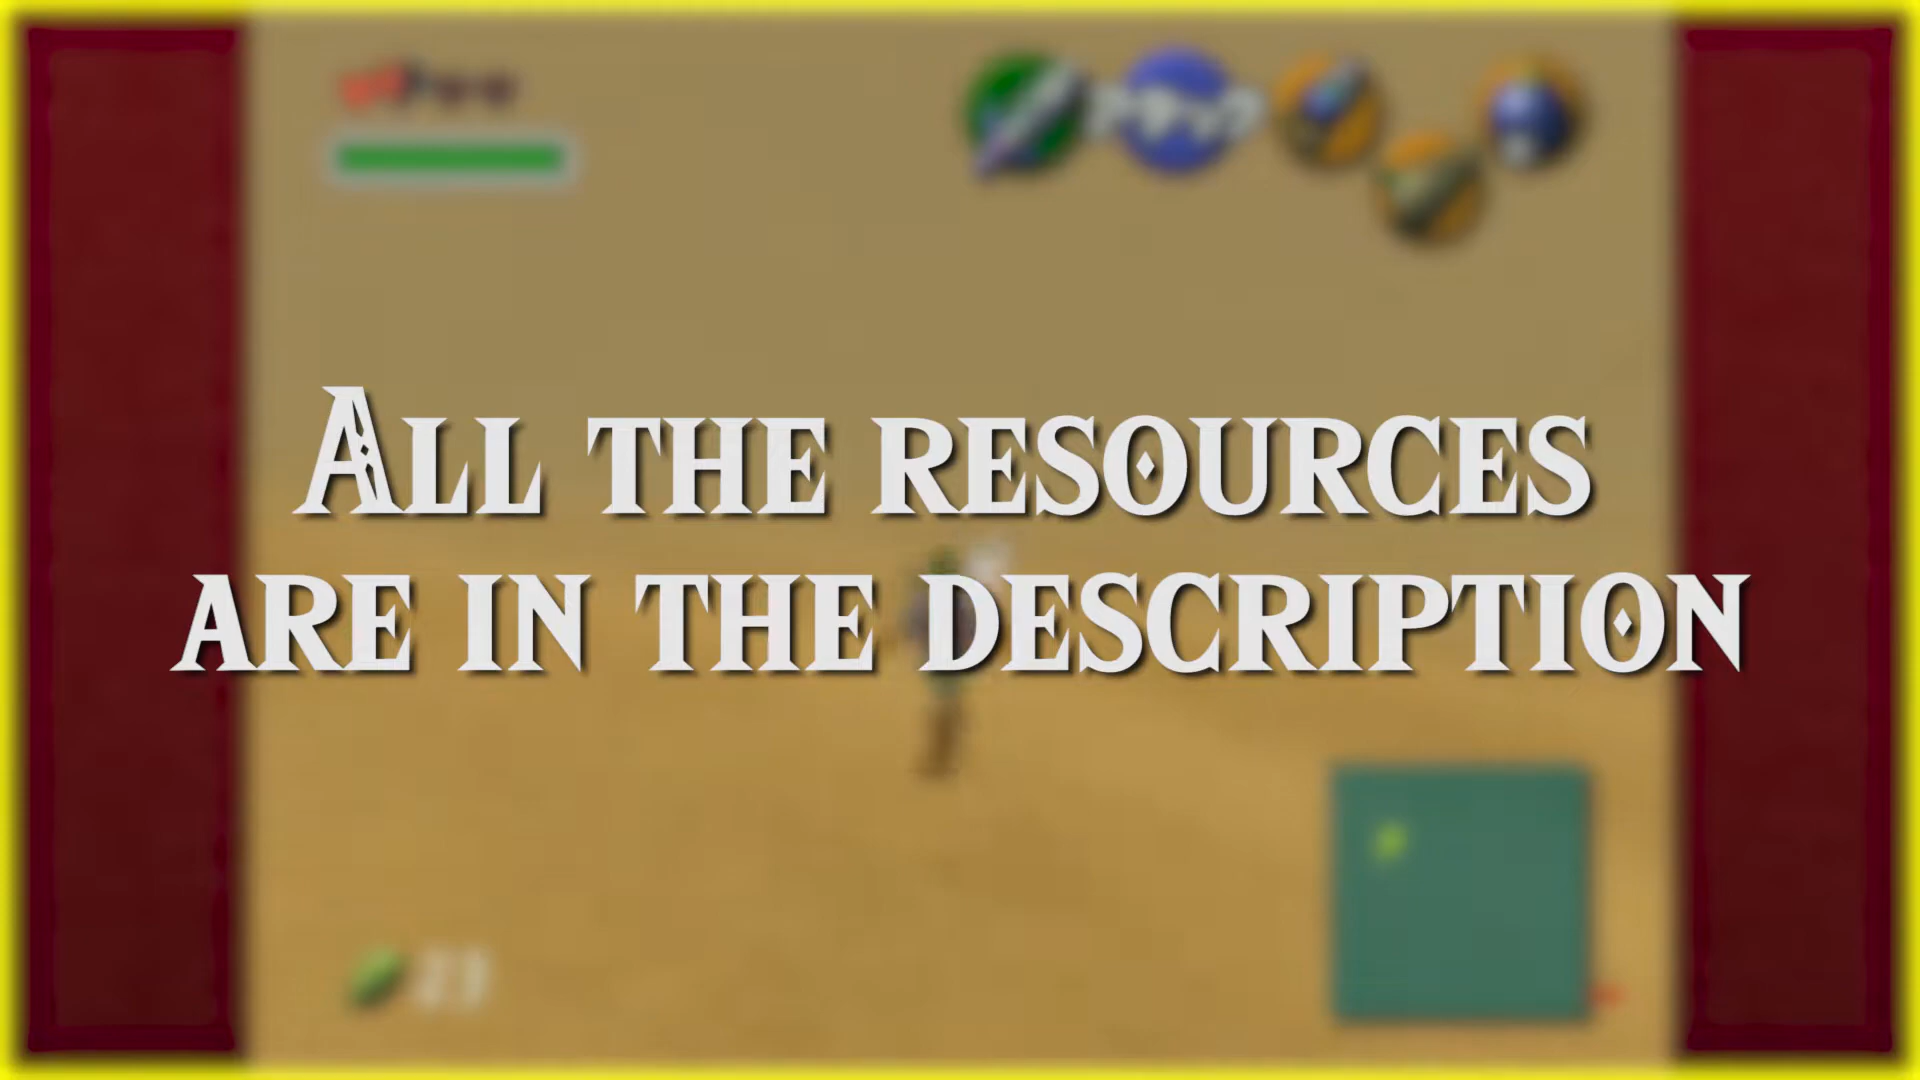 All the resources
are in the description